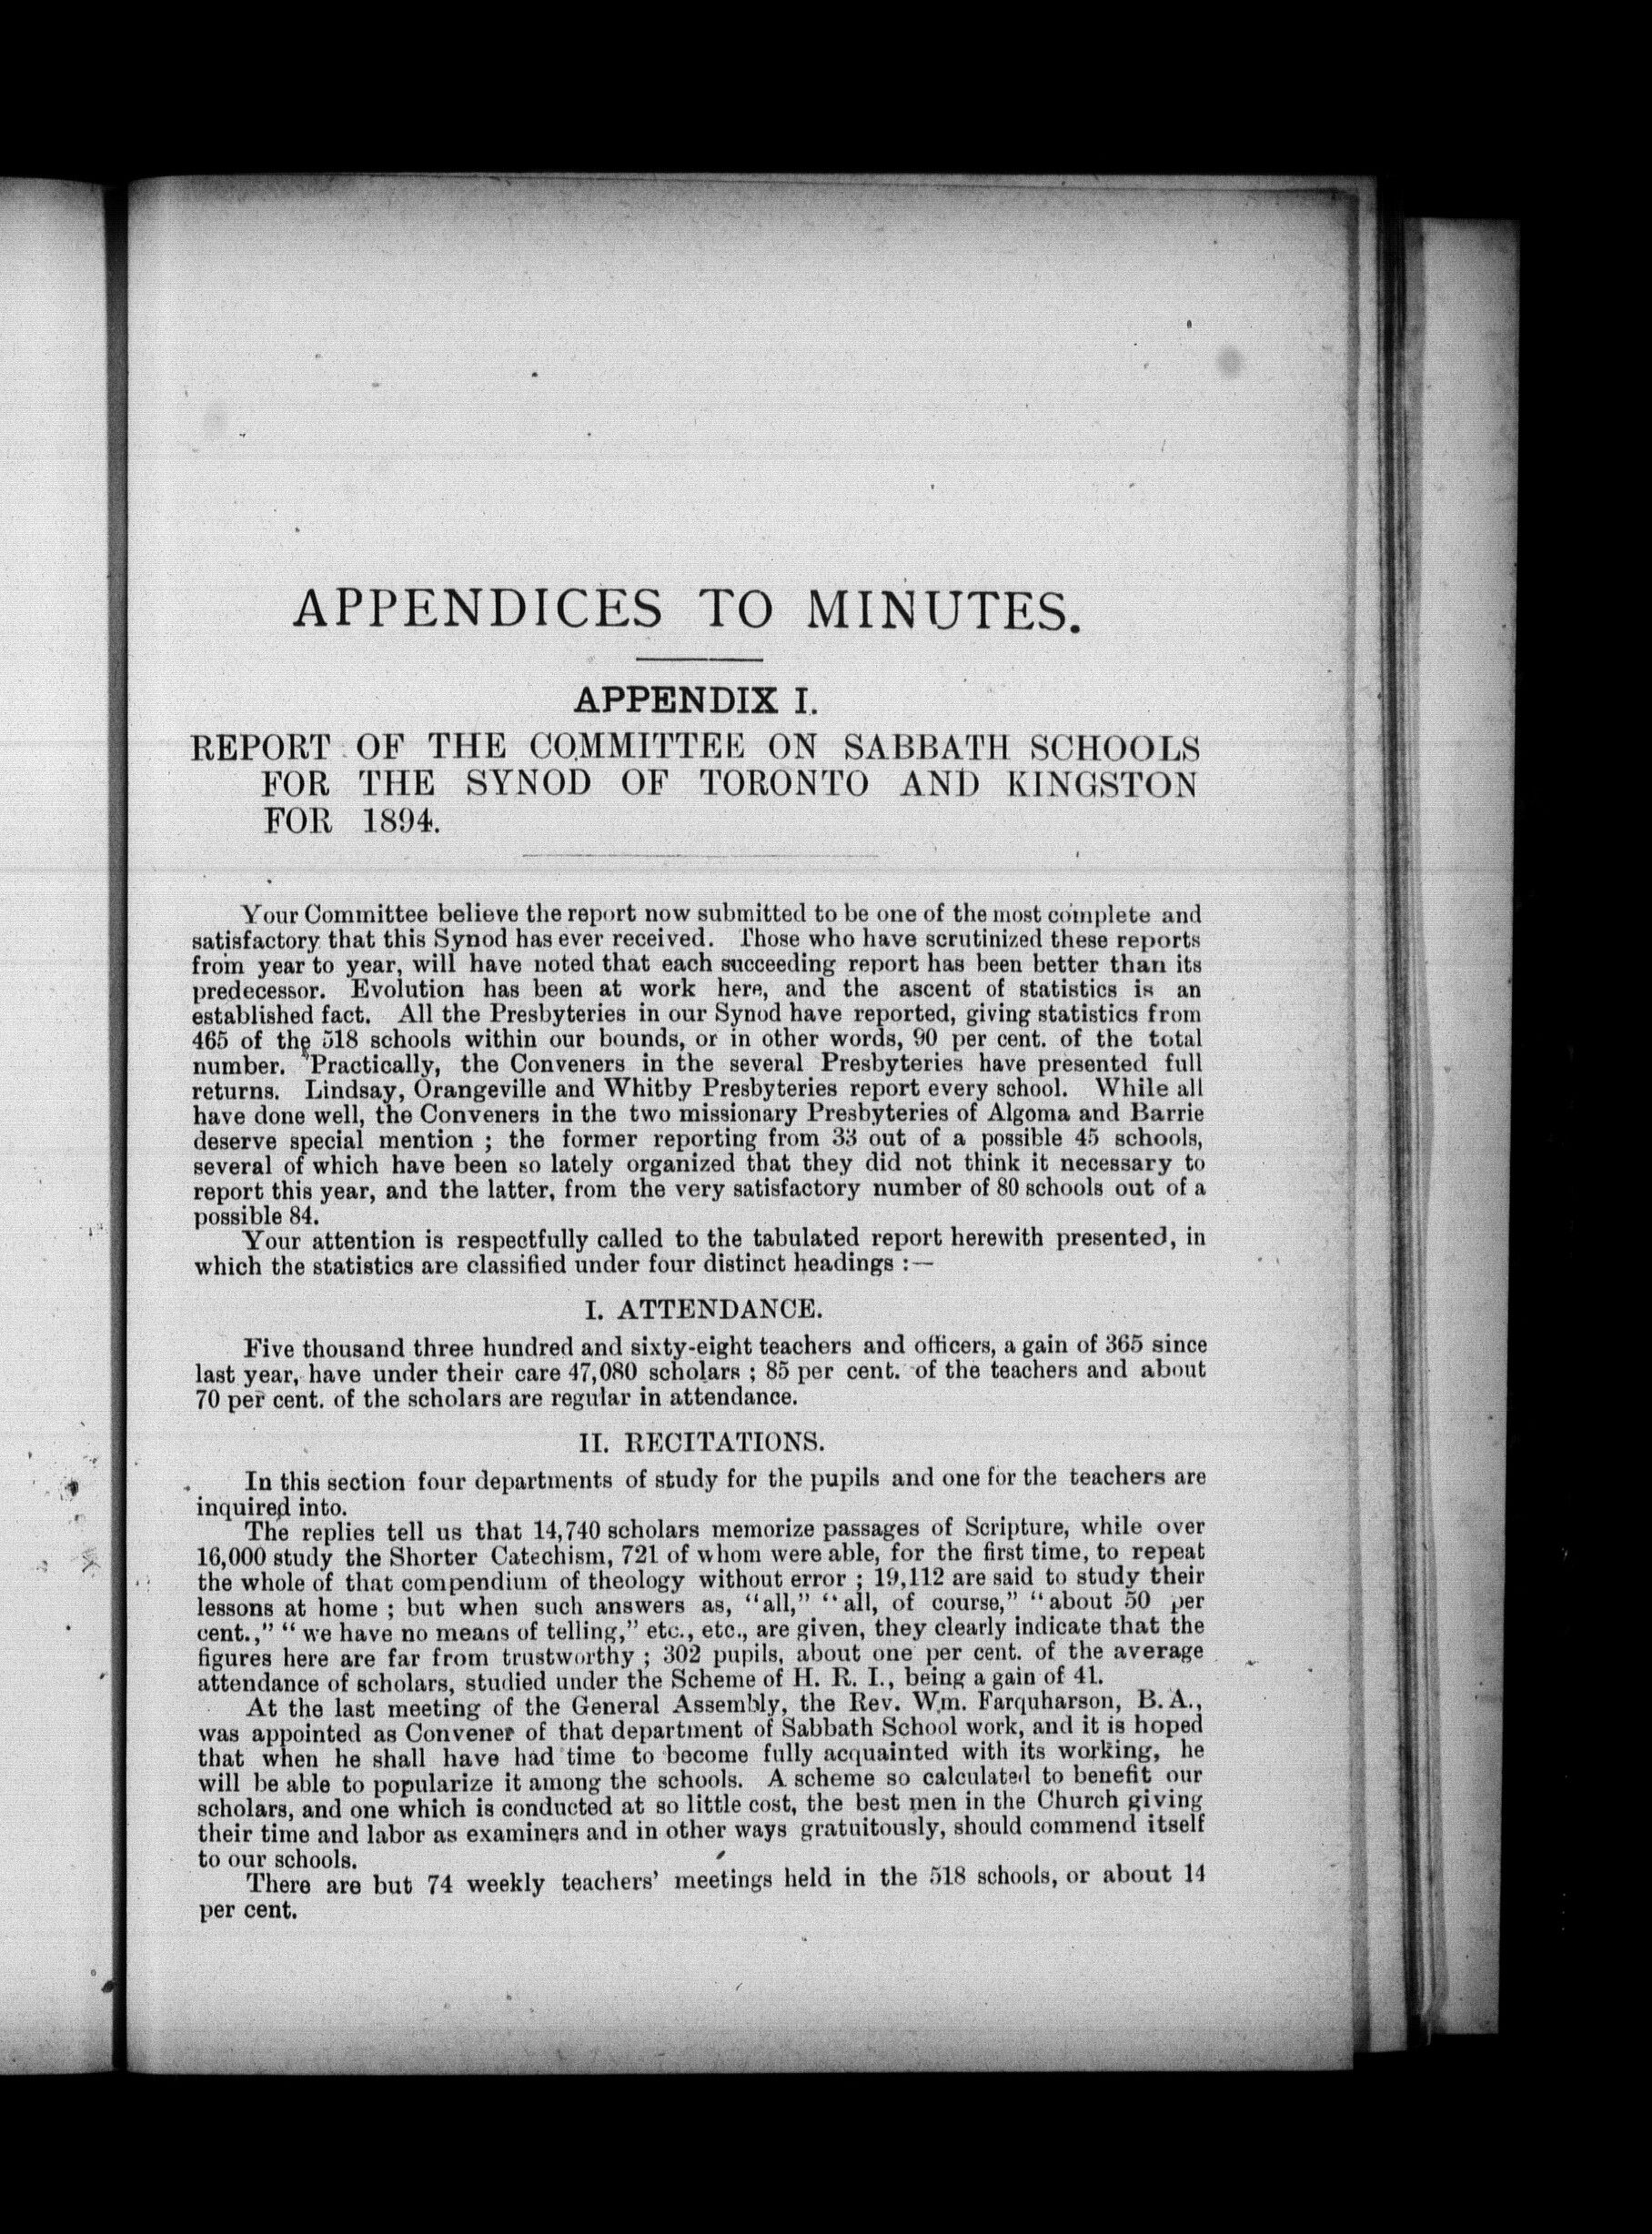 APPENDICES TO MINUTES.
APPENDIX I.
REPORT OF THE COMMITTEE ON SABBATH SCHOOLS
FOR THE SYNOD OF TORONTO AND KINGSTON
FOR 1894.
Your Committee believe the report now submitted to be one of the most complete and
satisfactory that this Synod has ever received. Those who have scrutinized these reports
from year to year, will have noted that each succeeding report has been better than its
predecessor. Evolution has been at work here, and the ascent of statistics is an
established fact. All the Presbyteries in our Synod have reported, giving statistics from
465 of the 518 schools within our bounds, or in other words, 90 per cent. of the total
number. Practically, the Conveners in the several Presbyteries have presented full
returns. Lindsay, Orangeville and Whitby Presbyteries report every school. While all
have done well, the Conveners in the two missionary Presbyteries of Algoma and Barrie
deserve special mention ; the former reporting from 33 out of a possible 45 schools,
several of which have been so lately organized that they did not think it necessary to
report this year, and the latter, from the very satisfactory number of 80 schools out of a
possible 84.
Your attention is respectfully called to the tabulated report herewith presented, in
which the statistics are classified under four distinct headings :—
I. ATTENDANCE.
Five thousand three hundred and sixty-eight teachers and officers, a gain of 365 since
last year, have under their care 47,080 scholars ; 85 per cent. of the teachers and about
70 per cent. of the scholars are regular in attendance.
II. RECITATIONS.
In this section four departments of study for the pupils and one for the teachers are
inquired into.
The replies tell us that 14,740 scholars memorize passages of Scripture, while over
16,000 study the Shorter Catechism, 721 of whom were able, for the first time, to repeat
the whole of that compendium of theology without error ; 19,112 are said to study their
lessons at home ; but when such answers as, "all," "all, of course," "about 50 per
cent.," "we have no means of telling," etc., etc., are given, they clearly indicate that the
figures here are far from trustworthy ; 302 pupils, about one per cent. of the average
attendance of scholars, studied under the Scheme of H. R. I., being a gain of 41.
At the last meeting of the General Assembly, the Rev. Wm. Farquharson, B.A.,
was appointed as Convener of that department of Sabbath School work, and it is hoped
that when he shall have had time to become fully acquainted with its working, he
will be able to popularize it among the schools. A scheme so calculated to benefit our
scholars, and one which is conducted at so little cost, the best men in the Church giving
their time and labor as examiners and in other ways gratuitously, should commend itself
to our schools.
There are but 74 weekly teachers' meetings held in the 518 schools, or about 14
per cent.